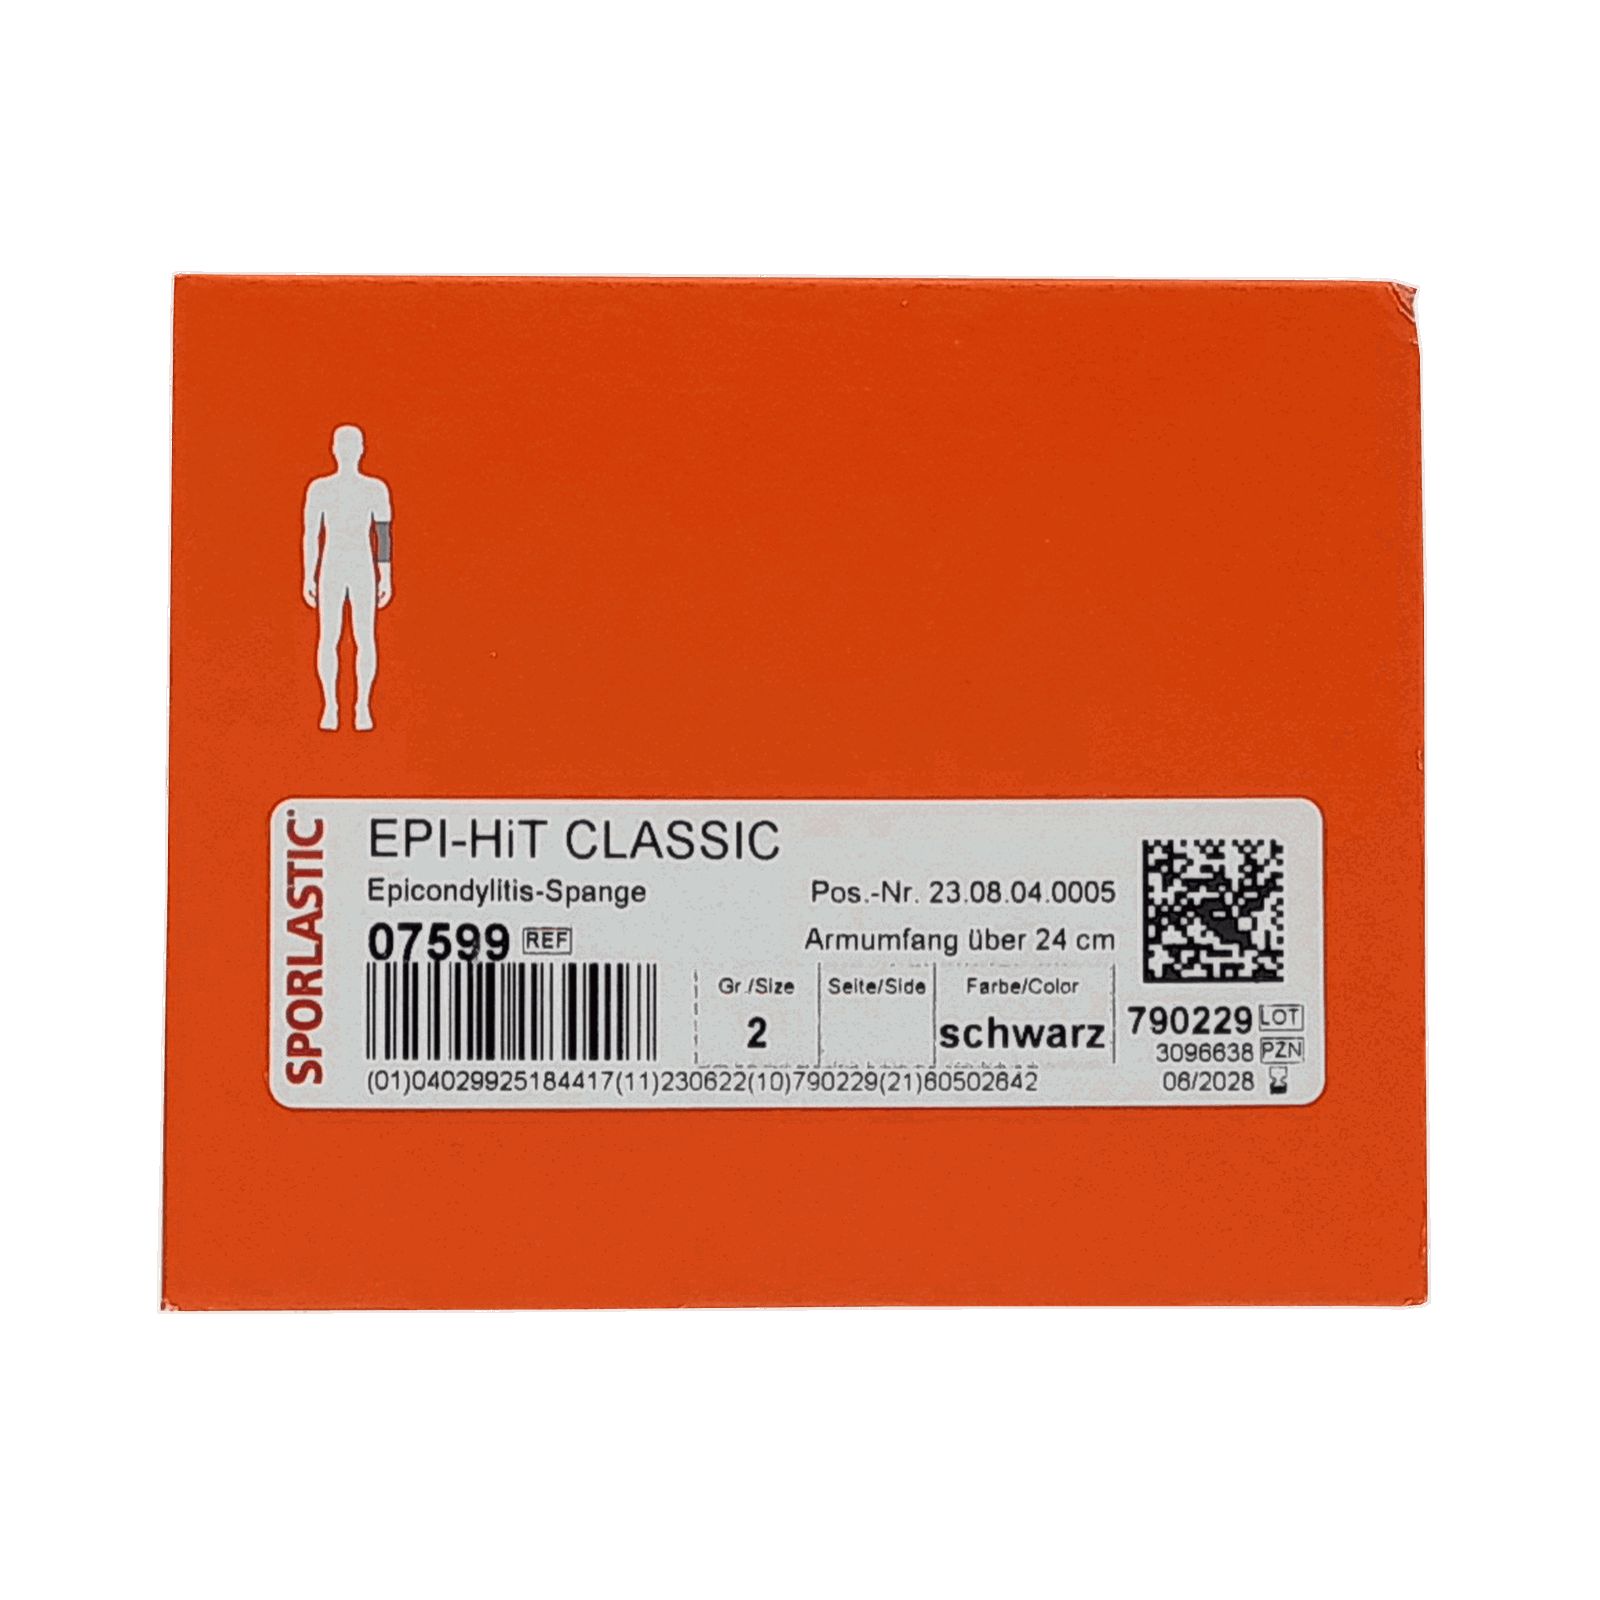 SPORLASTIC
EPI-HiT CLASSIC
Epicondylitis-Spange
Pos.-Nr. 23.08.04.0005
07599 REF
Armumfang über 24 cm
Gr./Size
Seite/Side
Farbe/Color
2
schwarz
790229 LOT
3096638 PZN
06/2028
(01)04029925184417(11)230622(10)790229(21)80502842